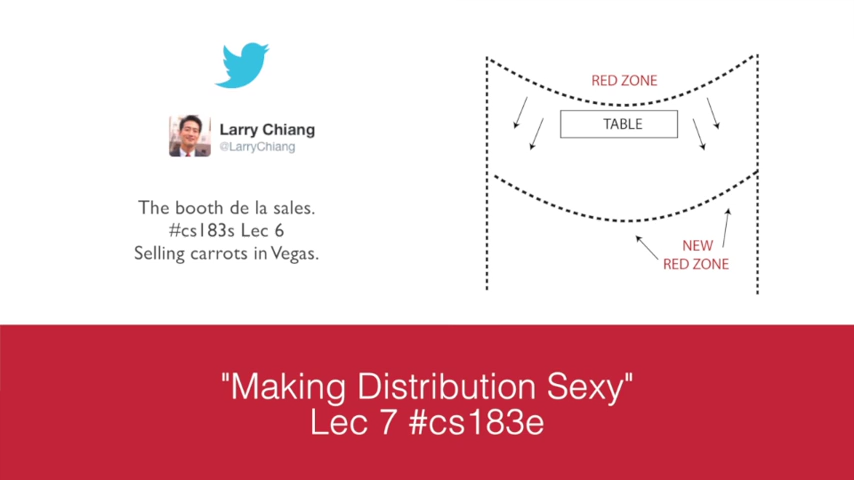 Larry Chiang
@LarryChiang
The booth de la sales.
#cs183s Lec 6
Selling carrots in Vegas.
RED ZONE
TABLE
NEW
RED ZONE
"Making Distribution Sexy"
Lec 7 #cs183e